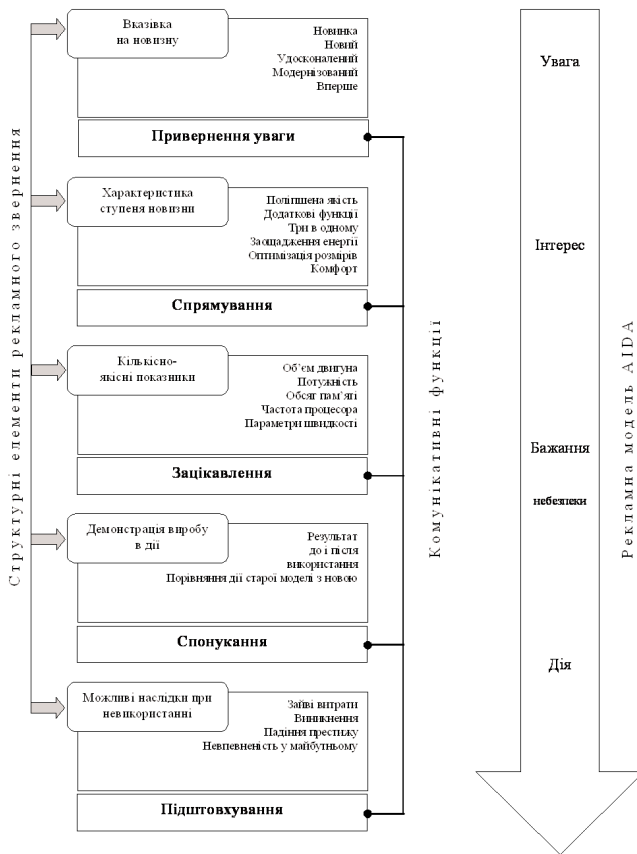 Структурні елементи рекламного звернення
Вказівка
на новизну
Новинка
Новий
Удосконалений
Модернізований
Вперше
Привернення уваги
Характеристика
ступеня новизни
Поліпшена якість
Додаткові функції
Три в одному
Заощадження енергії
Оптимізація розмірів
Комфорт
Спрямування
Кількісно-
якісні показники
Об’єм двигуна
Потужність
Обсяг пам’яті
Частота процесора
Параметри швидкості
Зацікавлення
Демонстрація виробу
в дії
Результат
до і після
використання
Порівняння дії старої моделі з новою
Спонукання
Можливі наслідки при
невикористанні
Зайві витрати
Виникнення
Падіння престижу
Невпевненість у майбутньому
Підштовхування
Комунікативні функції
Увага
Інтерес
Бажання
небезпеки
Дія
Рекламна модель AIDA